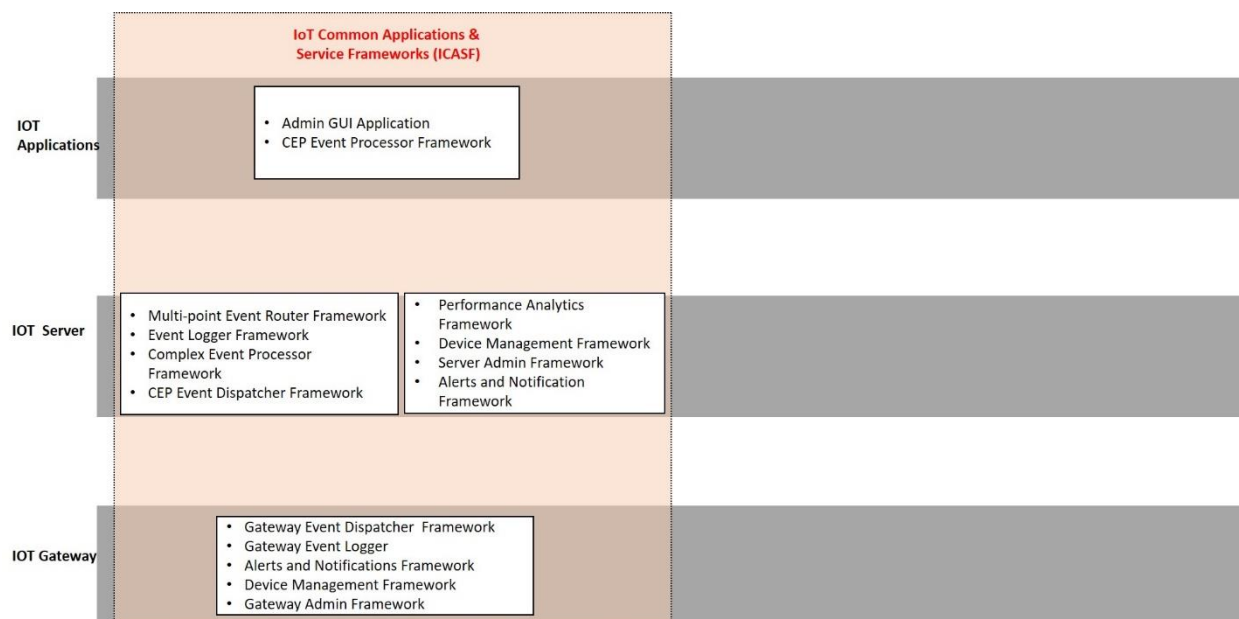 IoT Common Applications &
Service Frameworks (ICASF)
IOT
Applications
• Admin GUI Application
• CEP Event Processor Framework
IOT Server
• Multi-point Event Router Framework
• Event Logger Framework
• Complex Event Processor
Framework
• CEP Event Dispatcher Framework
• Performance Analytics
Framework
• Device Management Framework
• Server Admin Framework
• Alerts and Notification
Framework
IOT Gateway
• Gateway Event Dispatcher Framework
• Gateway Event Logger
• Alerts and Notifications Framework
• Device Management Framework
• Gateway Admin Framework